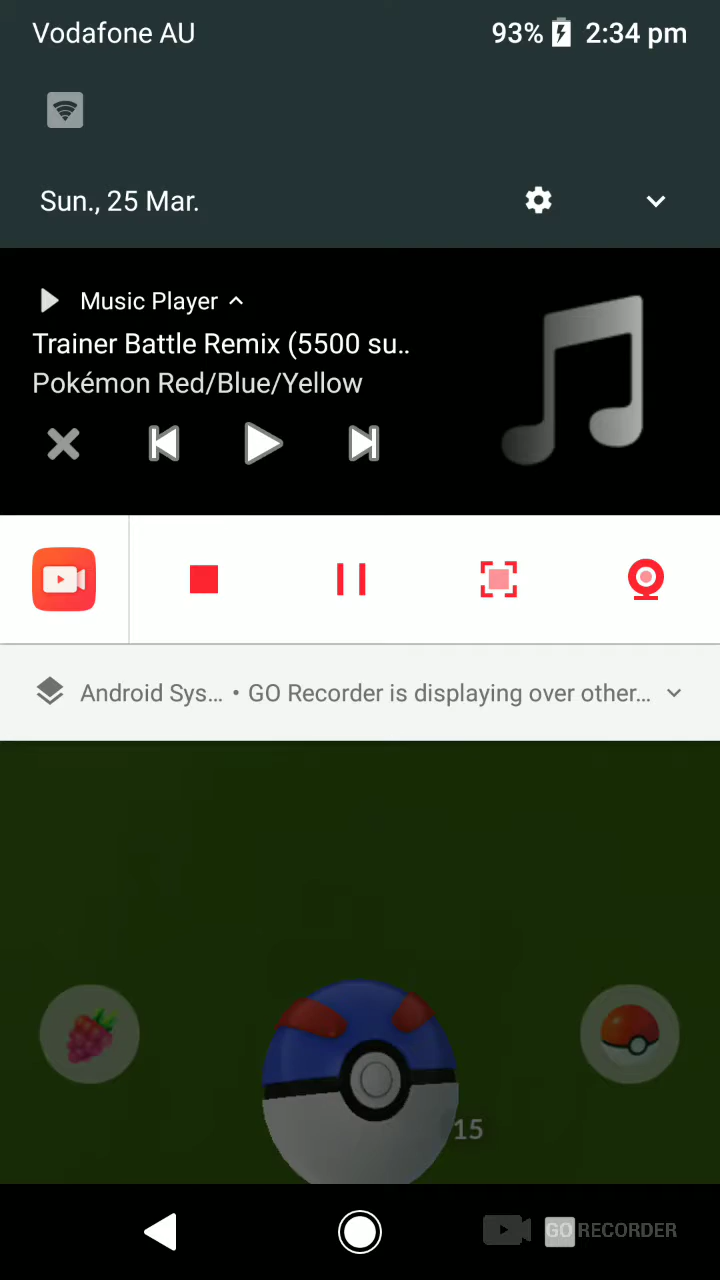 Vodafone AU 93% 2:34 pm
Sun., 25 Mar.
Music Player
Trainer Battle Remix (5500 su..
Pokémon Red/Blue/Yellow
Android Sys... • GO Recorder is displaying over other...
15
GO RECORDER